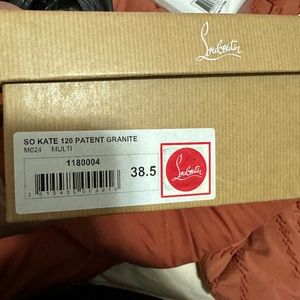 Louboutin
SO KATE 120 PATENT GRANITE
M024 MULTI
1180004
38.5
Louboutin